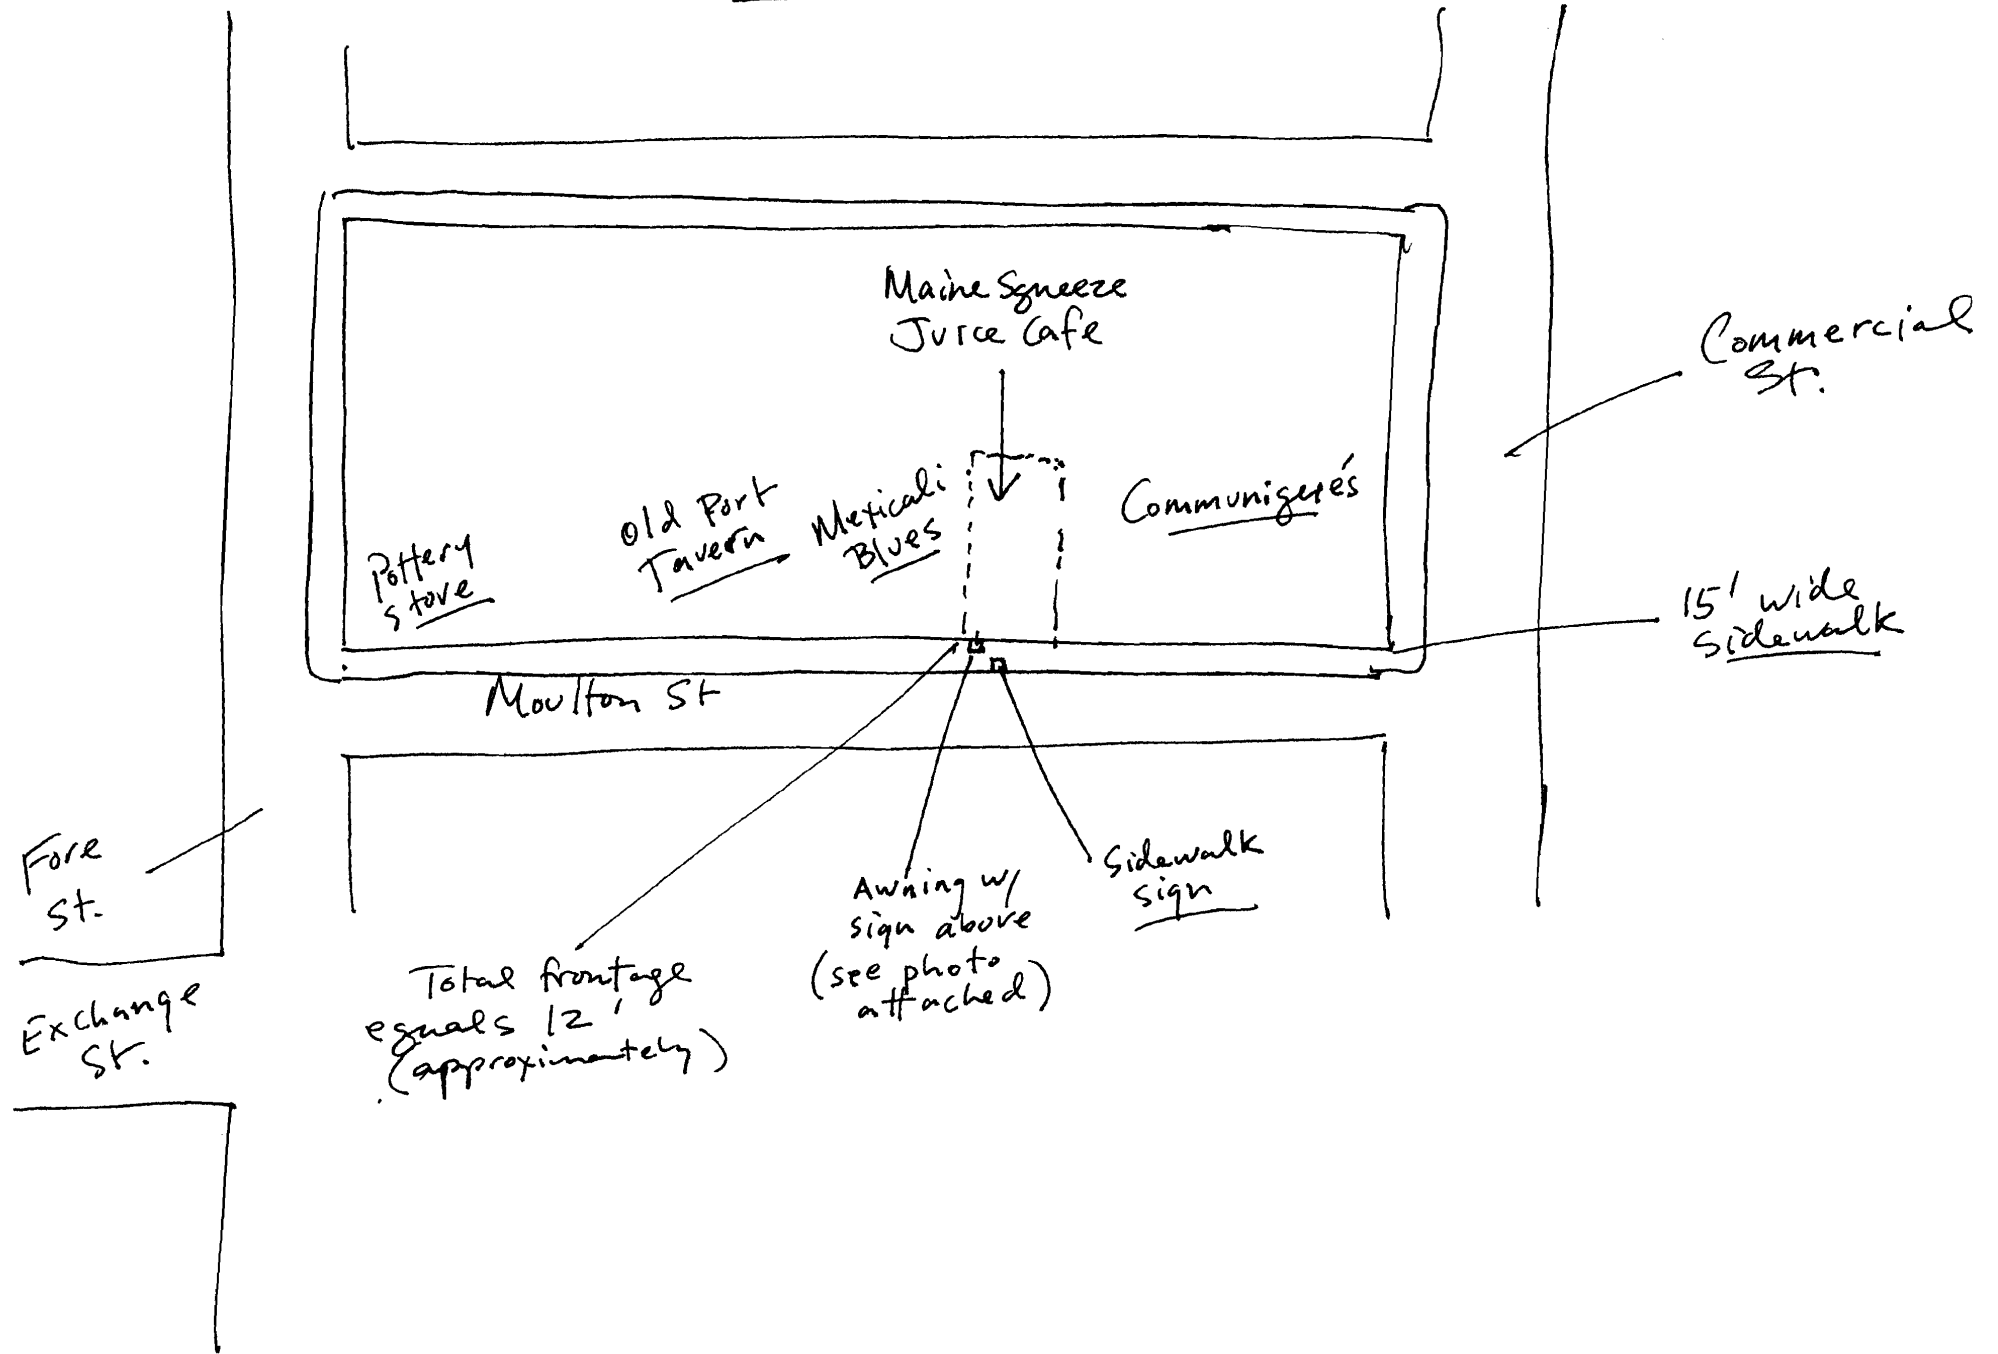 Maine Squeeze
Juice Cafe
Commercial
St.
Old Port
Tavern
Mexicali
Blues
Communigerés
Pottery
Store
15' wide
Sidewalk
Moulton St
Fore
St.
Exchange
St.
Total frontage
equals 12'
(approximately)
Awning w/
sign above
(see photo
attached)
Sidewalk
sign